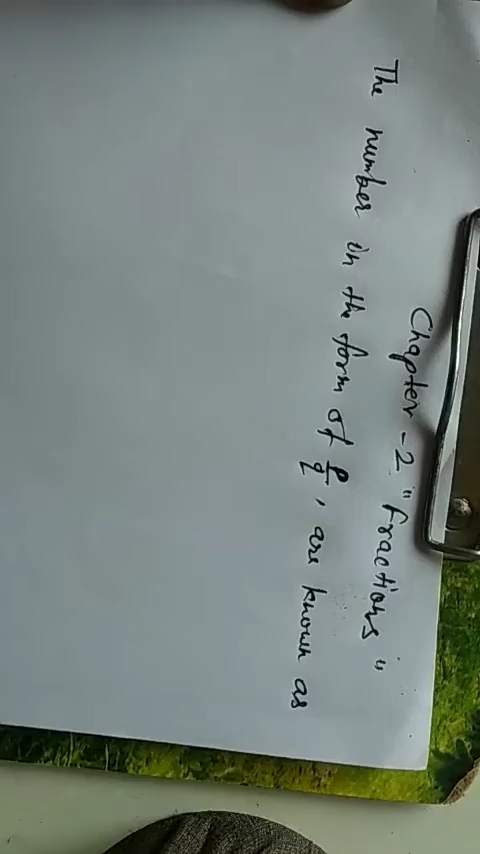 Chapter - 2 "fractions"
The number in the form of p/q, are known as